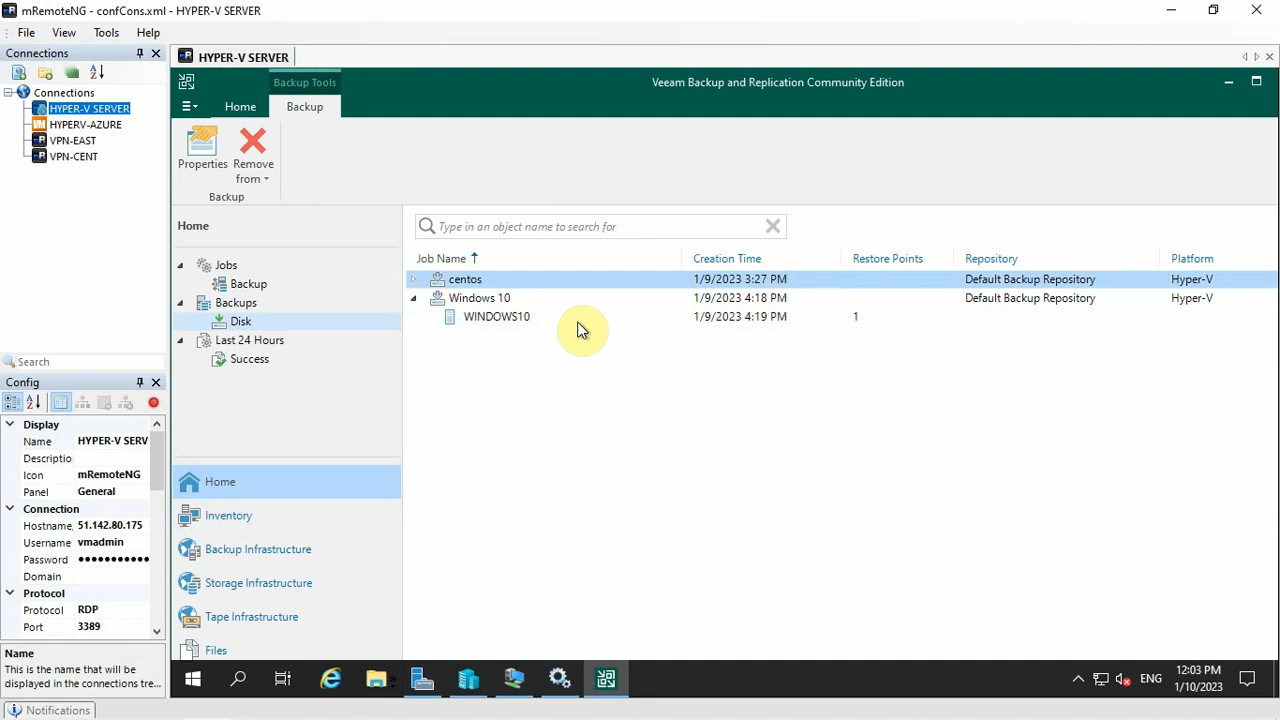 mRemoteNG - confCons.xml - HYPER-V SERVER
File View Tools Help
Connections
Connections
HYPER-V SERVER
HYPERV-AZURE
VPN-EAST
VPN-CENT
Search
Config
Display
Name HYPER-V SERV
Descriptio
Icon mRemoteNG
Panel General
Connection
Hostname, 51.142.80.175
Username vmadmin
Password ●●●●●●●●●●●
Domain
Protocol
Protocol RDP
Port 3389
Name
This is the name that will be
displayed in the connections tre...
Notifications
HYPER-V SERVER
Backup Tools
Veeam Backup and Replication Community Edition
Home Backup
Properties
Remove
from
Backup
Home
Jobs
Backup
Backups
Disk
Last 24 Hours
Success
Home
Inventory
Backup Infrastructure
Storage Infrastructure
Tape Infrastructure
Files
Type in an object name to search for
Job Name Creation Time Restore Points Repository Platform
centos 1/9/2023 3:27 PM Default Backup Repository Hyper-V
Windows 10 1/9/2023 4:18 PM Default Backup Repository Hyper-V
WINDOWS10 1/9/2023 4:19 PM 1
ENG
12:03 PM
1/10/2023